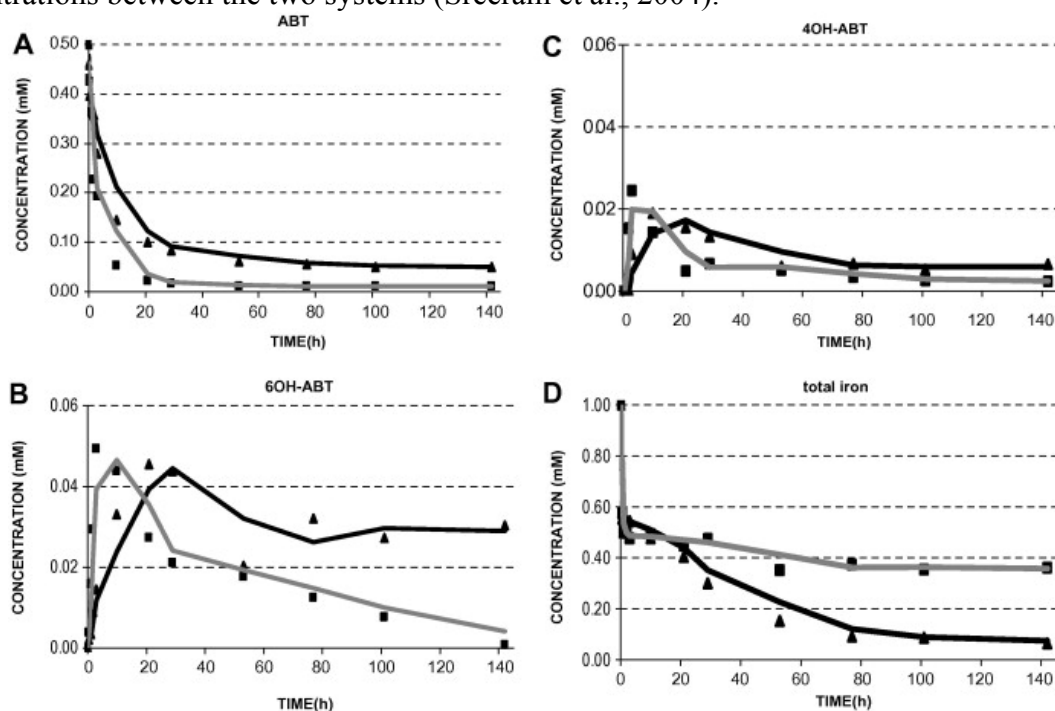 trations between the two systems (Sreeram et al., 2004).
A
ABT
CONCENTRATION (mM)
0.50
0.40
0.30
0.20
0.10
0.00
0 20 40 60 80 100 120 140
TIME(h)
C
4OH-ABT
CONCENTRATION (mM)
0.06
0.04
0.02
0.00
0 20 40 60 80 100 120 140
TIME(h)
B
6OH-ABT
CONCENTRATION (mM)
0.06
0.04
0.02
0.00
0 20 40 60 80 100 120 140
TIME(h)
D
total iron
CONCENTRATION (mM)
1.00
0.80
0.60
0.40
0.20
0.00
0 20 40 60 80 100 120 140
TIME(h)